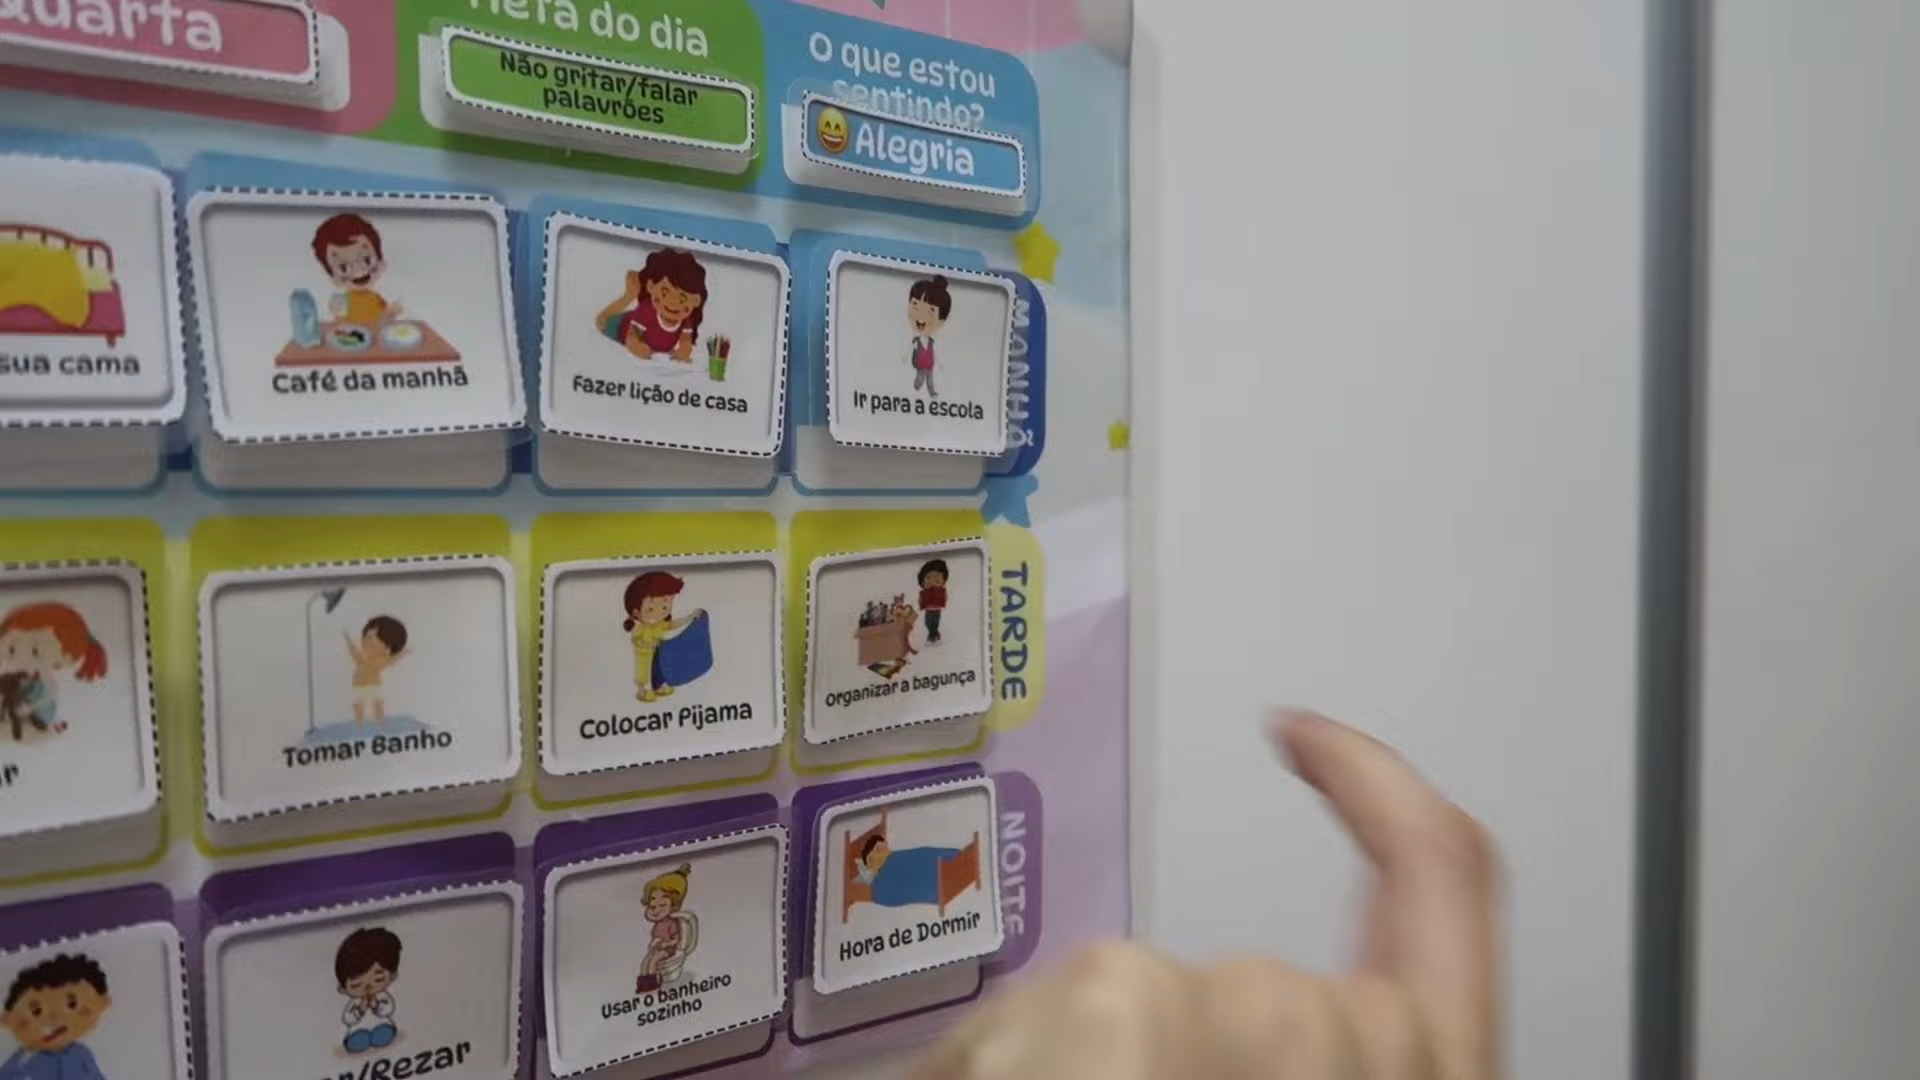 Quarta
Meta do dia
Não gritar/falar
palavrões
O que estou
sentindo?
Alegria
sua cama
Café da manhã
Fazer lição de casa
Ir para a escola
MANHÃ
Tomar Banho
Colocar Pijama
organizar a bagunça
TARDE
/Rezar
Usar o banheiro
sozinho
Hora de Dormir
NOITE